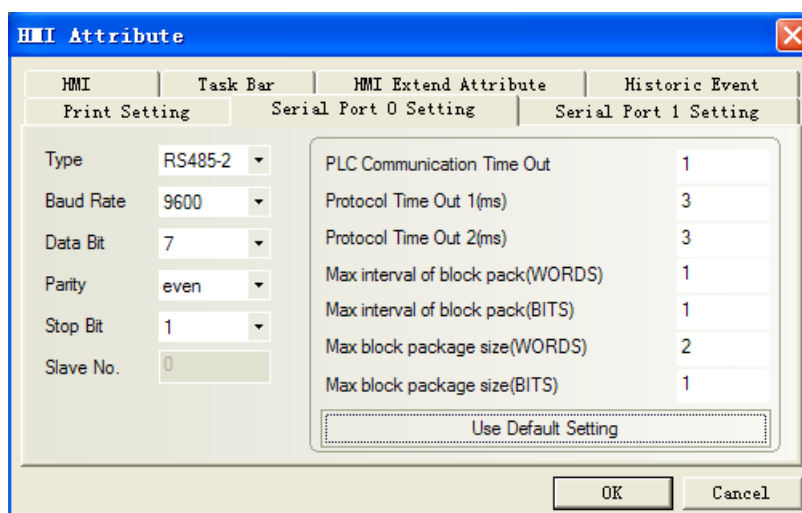 HMI Attribute
HMI Task Bar HMI Extend Attribute Historic Event
Print Setting Serial Port 0 Setting Serial Port 1 Setting
Type RS485-2
Baud Rate 9600
Data Bit 7
Parity even
Stop Bit 1
Slave No. 0
PLC Communication Time Out 1
Protocol Time Out 1(ms) 3
Protocol Time Out 2(ms) 3
Max interval of block pack(WORDS) 1
Max interval of block pack(BITS) 1
Max block package size(WORDS) 2
Max block package size(BITS) 1
Use Default Setting
OK Cancel